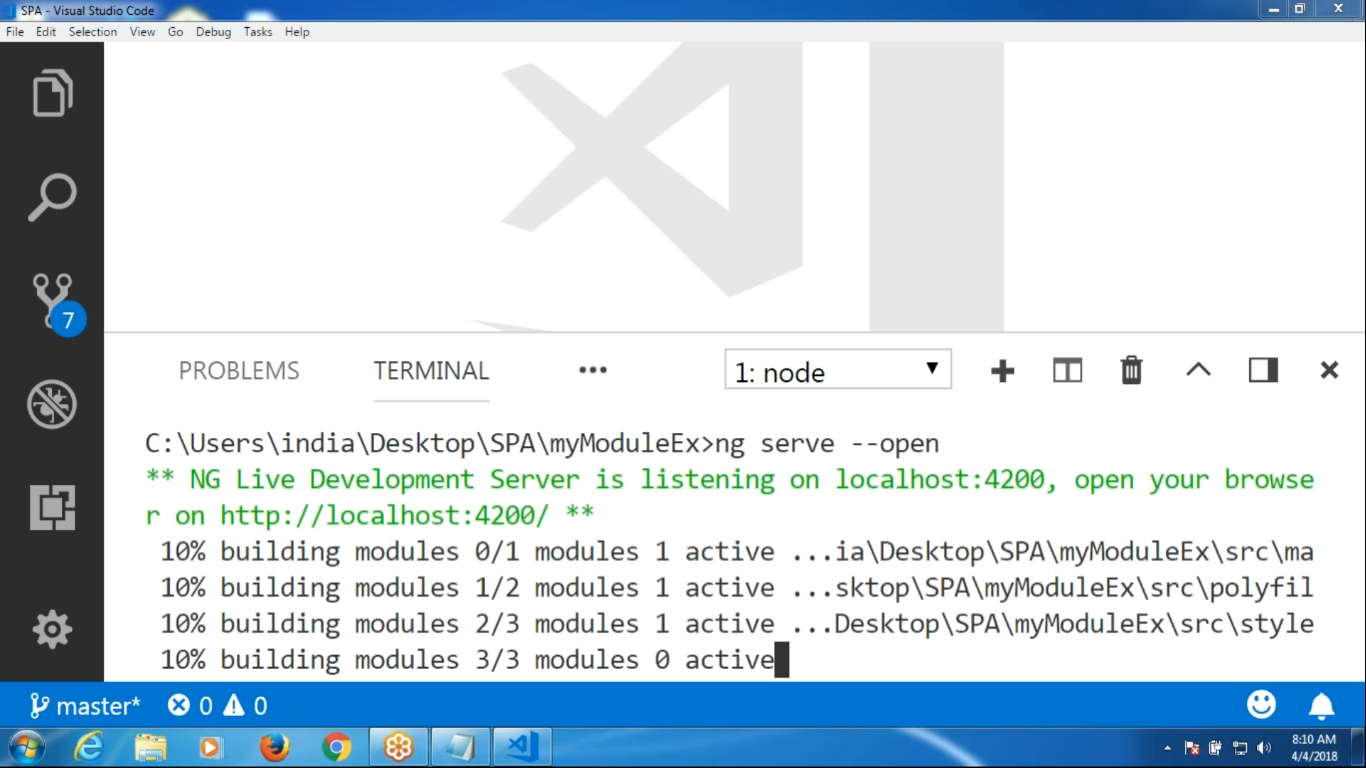 SPA - Visual Studio Code
File Edit Selection View Go Debug Tasks Help
7
PROBLEMS TERMINAL ••• 1: node
C:\Users\india\Desktop\SPA\myModuleEx>ng serve --open
** NG Live Development Server is listening on localhost:4200, open your browse
r on http://localhost:4200/ **
10% building modules 0/1 modules 1 active ...ia\Desktop\SPA\myModuleEx\src\ma
10% building modules 1/2 modules 1 active ...sktop\SPA\myModuleEx\src\polyfil
10% building modules 2/3 modules 1 active ...Desktop\SPA\myModuleEx\src\style
10% building modules 3/3 modules 0 active
master* 0 0
8:10 AM
4/4/2018